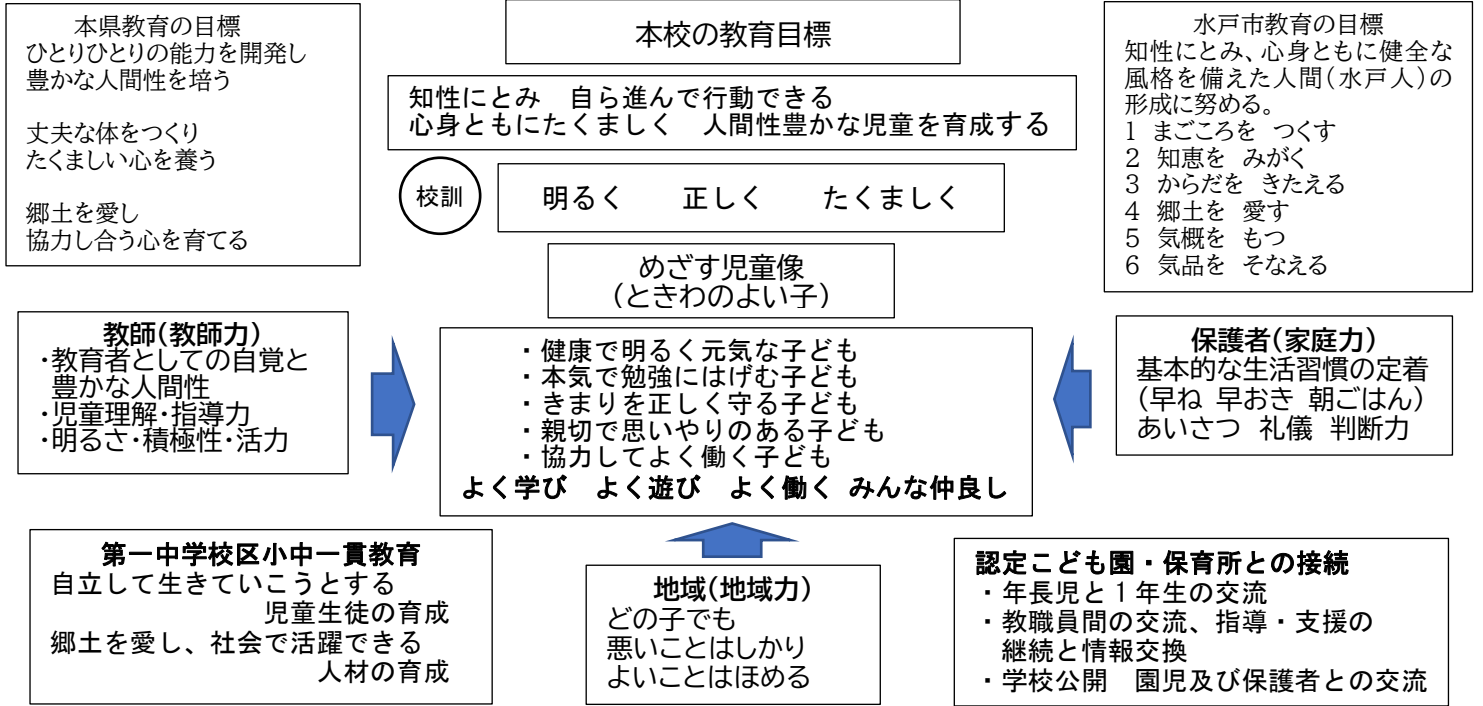 本県教育の目標
ひとりひとりの能力を開発し
豊かな人間性を培う
丈夫な体をつくり
たくましい心を養う
郷土を愛し
協力し合う心を育てる
本校の教育目標
知性にとみ　自ら進んで行動できる
心身ともにたくましく　人間性豊かな児童を育成する
校訓
明るく　　正しく　　たくましく
水戸市教育の目標
知性にとみ、心身ともに健全な
風格を備えた人間(水戸人)の
形成に努める。
1 まごころを つくす
2 知恵を みがく
3 からだを きたえる
4 郷土を 愛す
5 気概を もつ
6 気品を そなえる
めざす児童像
(ときわのよい子)
教師(教師力)
・教育者としての自覚と
豊かな人間性
・児童理解・指導力
・明るさ・積極性・活力
・健康で明るく元気な子ども
・本気で勉強にはげむ子ども
・きまりを正しく守る子ども
・親切で思いやりのある子ども
・協力してよく働く子ども
よく学び　よく遊び　よく働く みんな仲良し
保護者(家庭力)
基本的な生活習慣の定着
(早ね 早おき 朝ごはん)
あいさつ 礼儀 判断力
第一中学校区小中一貫教育
自立して生きていこうとする
児童生徒の育成
郷土を愛し、社会で活躍できる
人材の育成
地域(地域力)
どの子でも
悪いことはしかり
よいことはほめる
認定こども園・保育所との接続
・年長児と１年生の交流
・教職員間の交流、指導・支援の
継続と情報交換
・学校公開　園児及び保護者との交流